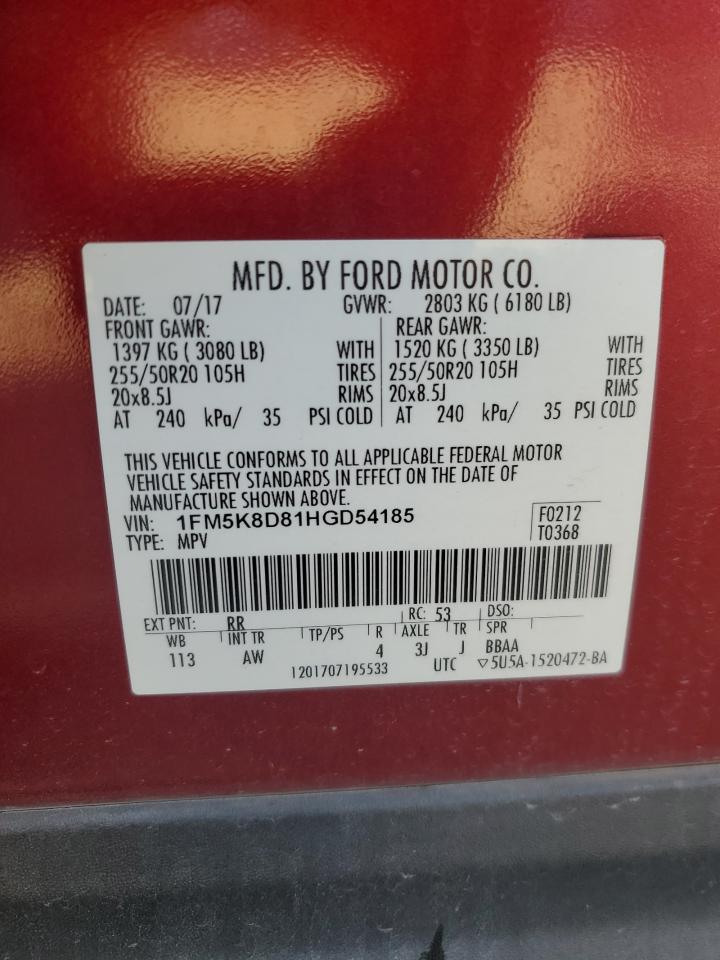 MFD. BY FORD MOTOR CO.
DATE: 07/17 GVWR: 2803 KG ( 6180 LB)
FRONT GAWR: REAR GAWR:
1397 KG ( 3080 LB) WITH 1520 KG ( 3350 LB) WITH
255/50R20 105H TIRES 255/50R20 105H TIRES
20x8.5J RIMS 20x8.5J RIMS
AT 240 kPa/ 35 PSI COLD AT 240 kPa/ 35 PSI COLD
THIS VEHICLE CONFORMS TO ALL APPLICABLE FEDERAL MOTOR
VEHICLE SAFETY STANDARDS IN EFFECT ON THE DATE OF
MANUFACTURE SHOWN ABOVE.
VIN: 1FM5K8D81HGD54185 F0212
TYPE: MPV T0368
EXT PNT: RR RC: 53 DSO:
WB INT TR TP/PS R AXLE TR SPR
113 AW 4 3J J BBAA
1201707195533 UTC ▽5U5A-1520472-BA